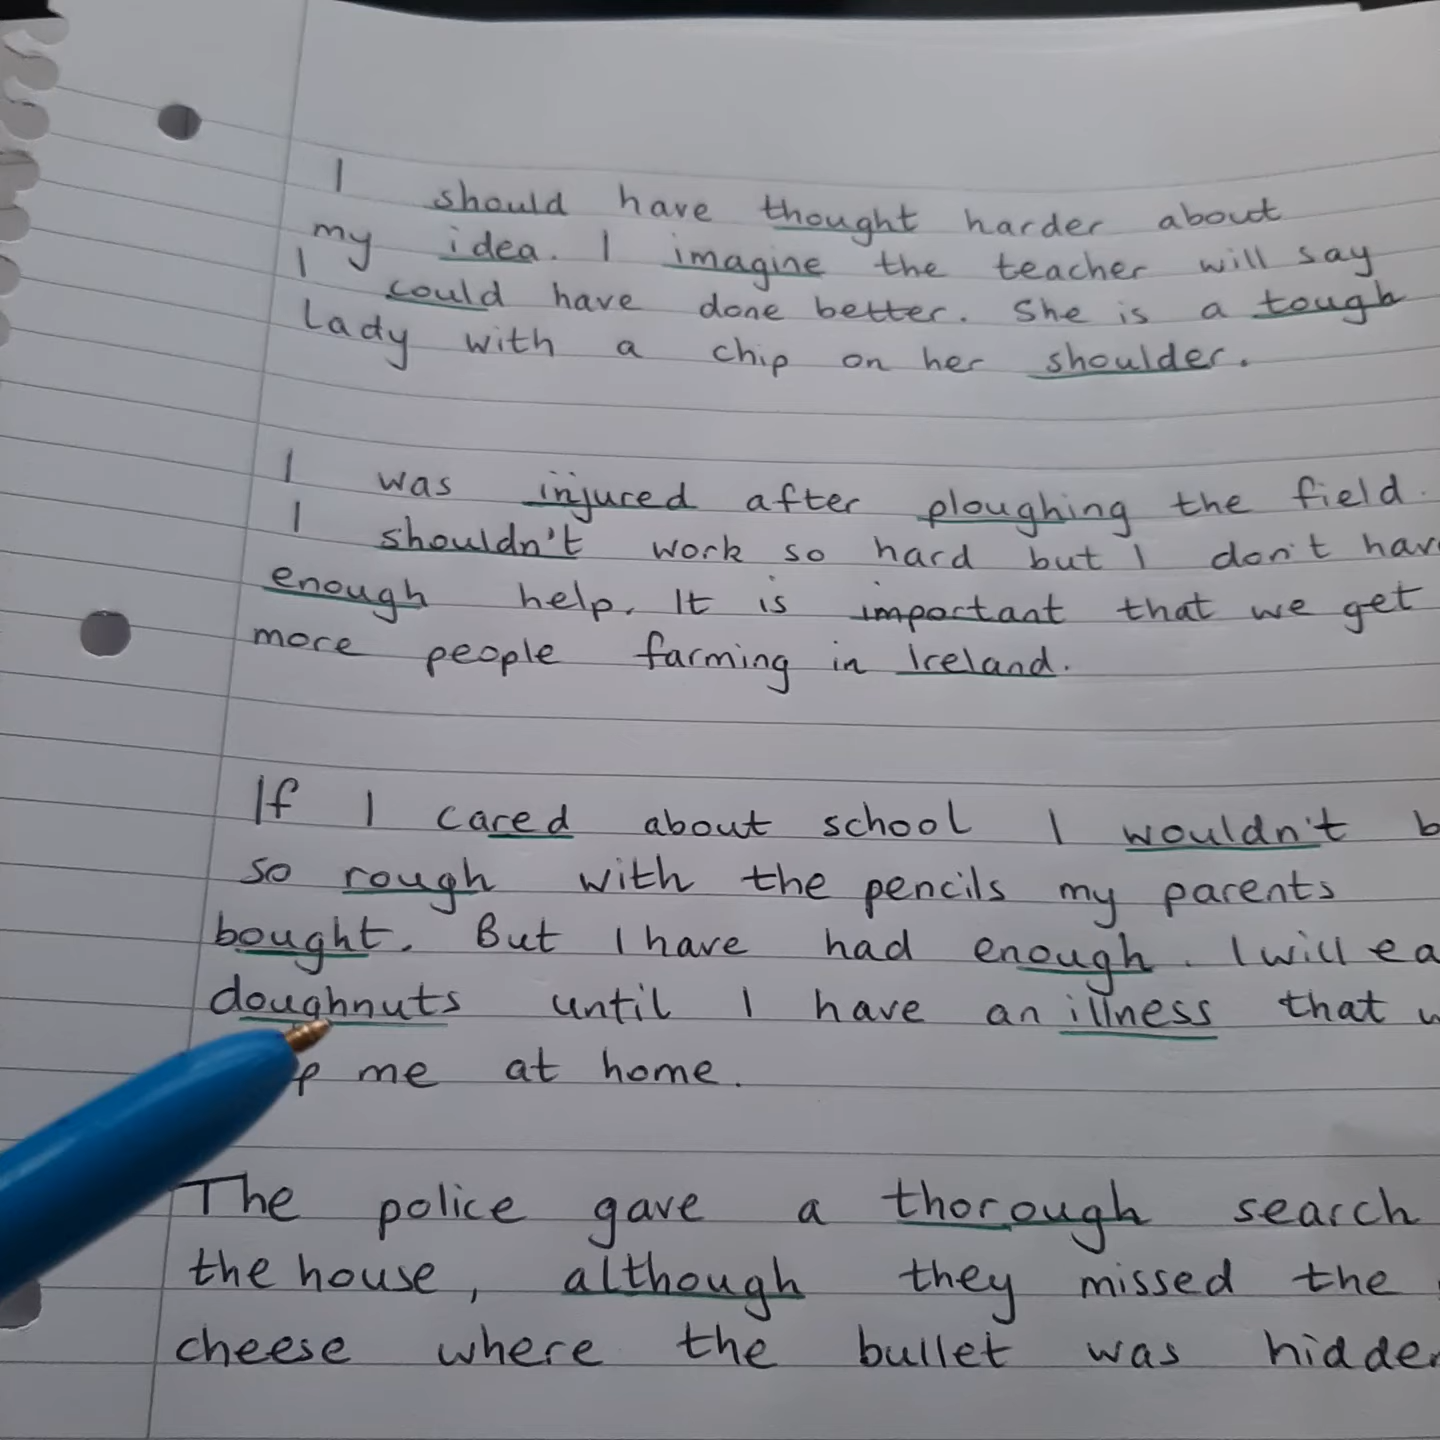 I should have thought harder about
my idea. I imagine the teacher will say
I could have done better. She is a tough
Lady with a chip on her shoulder.
I was injured after ploughing the field.
I shouldn't work so hard but I don't hav
enough help. It is important that we get
more people farming in Ireland.
If I cared about school I wouldn't b
so rough with the pencils my parents
bought. But I have had enough. I will ea
doughnuts until I have an illness that
me at home.
The police gave a thorough search
the house, although they missed the
cheese where the bullet was hidden